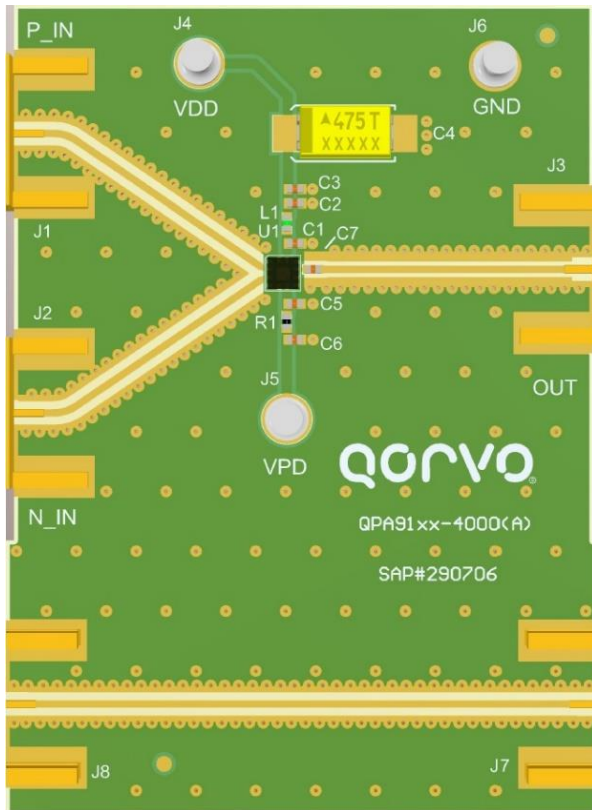 P_IN
J4
J6
VDD
GND
475T
XXXXX
C4
J3
C3
C2
L1
U1
C1
C7
J1
J2
C5
R1
C6
J5
OUT
VPD
QORVO
®
N_IN
QPA91xx-4000(A)
SAP#290706
J8
J7